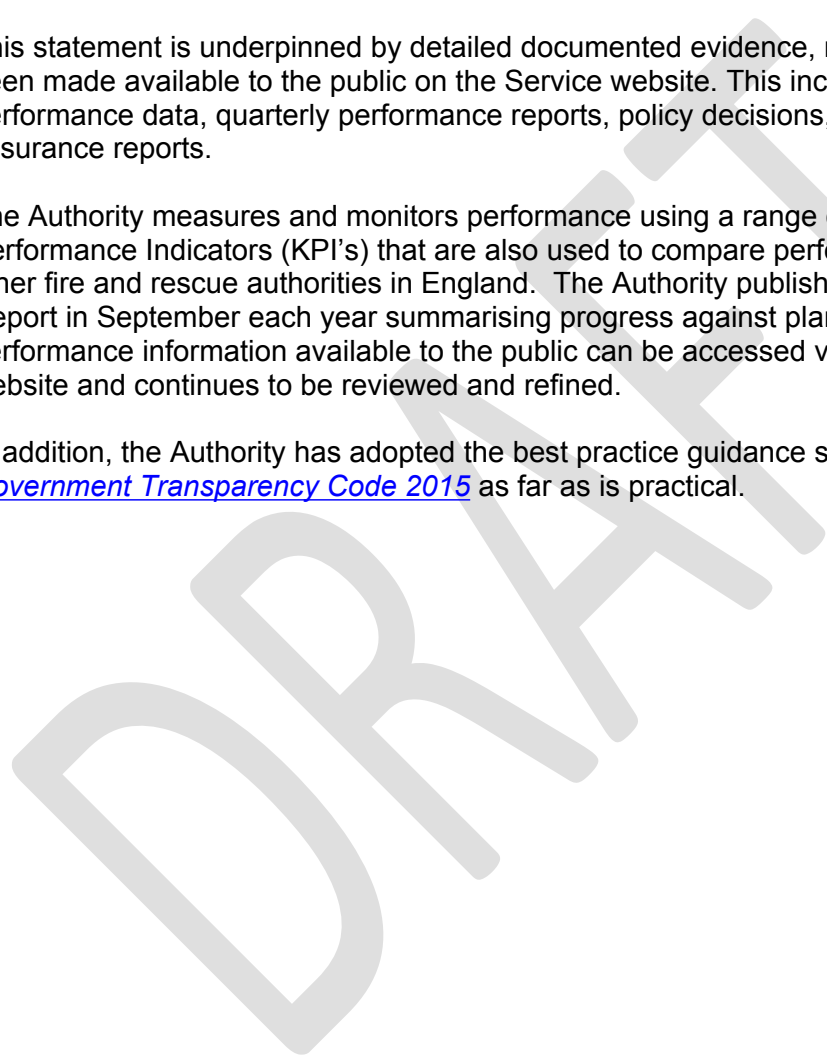 his statement is underpinned by detailed documented evidence,
een made available to the public on the Service website. This inc
erformance data, quarterly performance reports, policy decisions,
surance reports.
he Authority measures and monitors performance using a range
erformance Indicators (KPI's) that are also used to compare perf
her fire and rescue authorities in England.  The Authority publish
eport in September each year summarising progress against pla
erformance information available to the public can be accessed v
ebsite and continues to be reviewed and refined.
addition, the Authority has adopted the best practice guidance s
overnment Transparency Code 2015 as far as is practical.
DRAFT